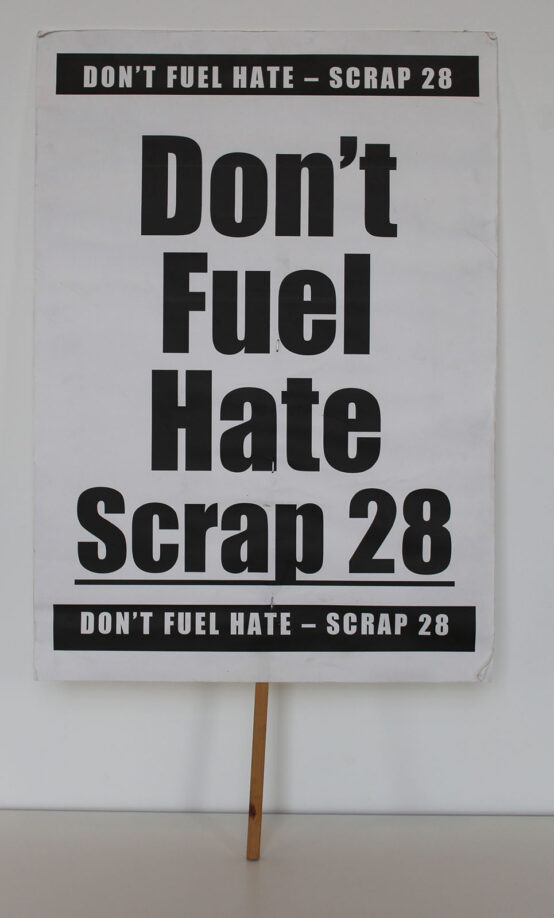 DON'T FUEL HATE – SCRAP 28
Don't
Fuel
Hate
Scrap 28
DON'T FUEL HATE – SCRAP 28